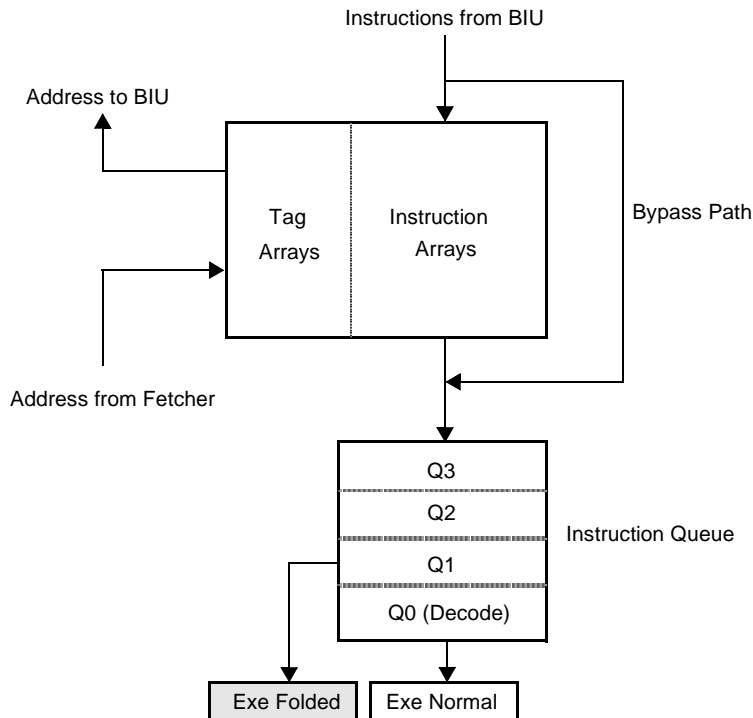 Instructions from BIU
Address to BIU
Tag
Arrays
Instruction
Arrays
Bypass Path
Address from Fetcher
Q3
Q2
Q1
Q0 (Decode)
Instruction Queue
Exe Folded
Exe Normal